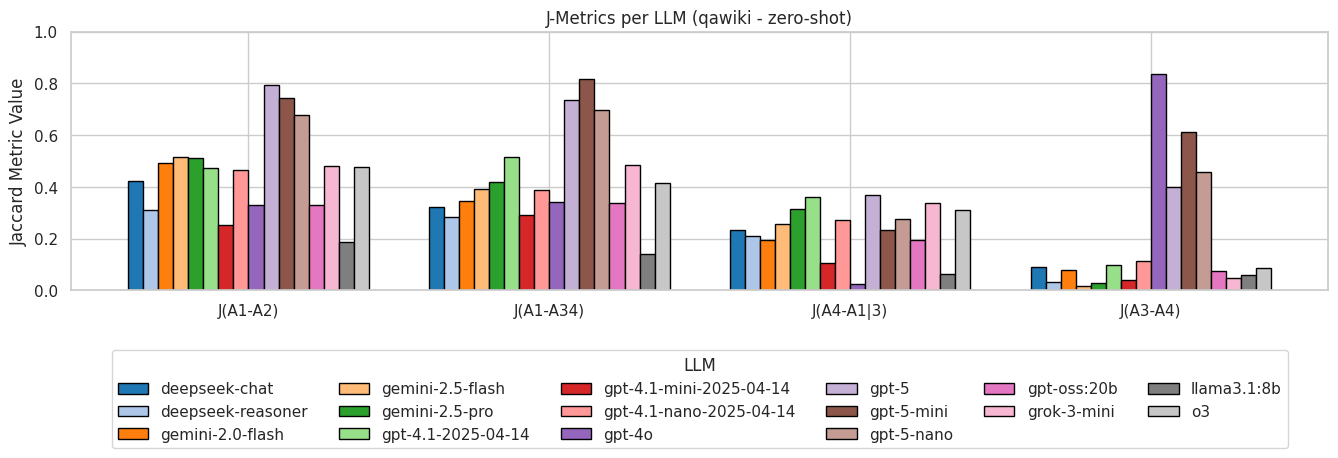 J-Metrics per LLM (qawiki - zero-shot)
Jaccard Metric Value
1.0
0.8
0.6
0.4
0.2
0.0
J(A1-A2)
J(A1-A34)
J(A4-A1|3)
J(A3-A4)
LLM
deepseek-chat
deepseek-reasoner
gemini-2.0-flash
gemini-2.5-flash
gemini-2.5-pro
gpt-4.1-2025-04-14
gpt-4.1-mini-2025-04-14
gpt-4.1-nano-2025-04-14
gpt-4o
gpt-5
gpt-5-mini
gpt-5-nano
gpt-oss:20b
grok-3-mini
llama3.1:8b
o3